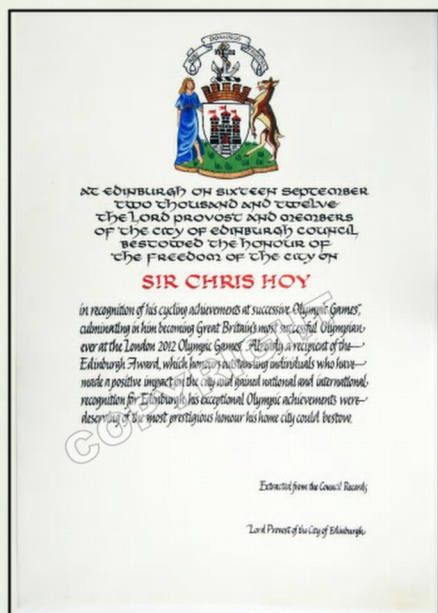 DOMINUS
AT EDINBURGH ON SIXTEEN SEPTEMBER
TWO THOUSAND AND TWELVE
THE LORD PROVOST AND MEMBERS
OF THE CITY OF EDINBURGH COUNCIL
BESTOWED THE HONOUR OF
THE FREEDOM OF THE CITY ON
SIR CHRIS HOY
in recognition of his cycling achievements at successive Olympic Games,
culminating in him becoming Great Britain's most successful Olympian
ever at the London 2012 Olympic Games. Already a recipient of the
Edinburgh Award, which honours outstanding individuals who have
made a positive impact on the city and gained national and international
recognition for Edinburgh, his exceptional Olympic achievements were
deserving of the most prestigious honour his home city could bestow.
COPYRIGHT
Extracted from the Council Records
Lord Provost of the City of Edinburgh